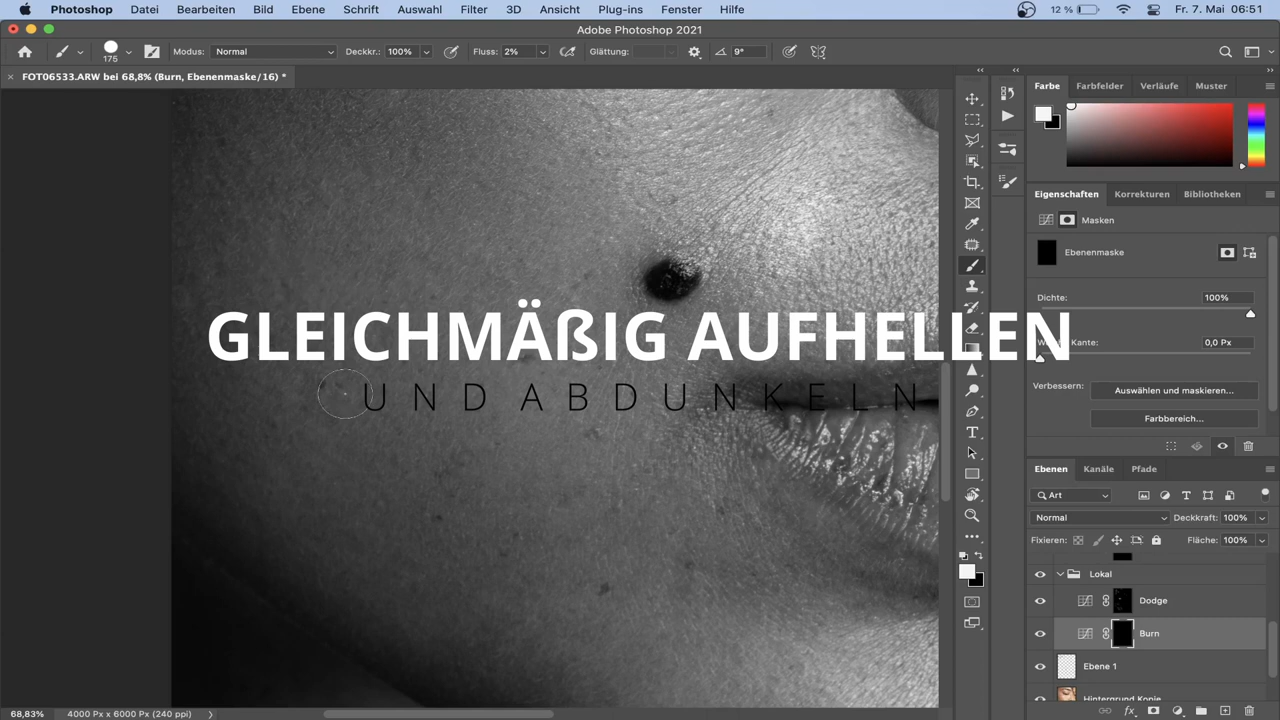 Photoshop Datei Bearbeiten Bild Ebene Schrift Auswahl Filter 3D Ansicht Plug-ins Fenster Hilfe 12 % Fr. 7. Mai 06:51
Adobe Photoshop 2021
175 Modus: Normal Deckkr.: 100% Fluss: 2% Glättung: 9°
FOT06533.ARW bei 68,8% (Burn, Ebenenmaske/16) *
Farbe Farbfelder Verläufe Muster
Eigenschaften Korrekturen Bibliotheken
Masken
Ebenenmaske
Dichte: 100%
GLEICHMÄßIG AUFHELLEN
Kante: 0,0 Px
UND ABDUNKELN
Verbessern: Auswählen und maskieren...
Farbbereich...
Ebenen Kanäle Pfade
Art
Normal Deckkraft: 100%
Fixieren: Fläche: 100%
Lokal
Dodge
Burn
Ebene 1
Hintergrund Kopie
68,83% 4000 Px x 6000 Px (240 ppi)